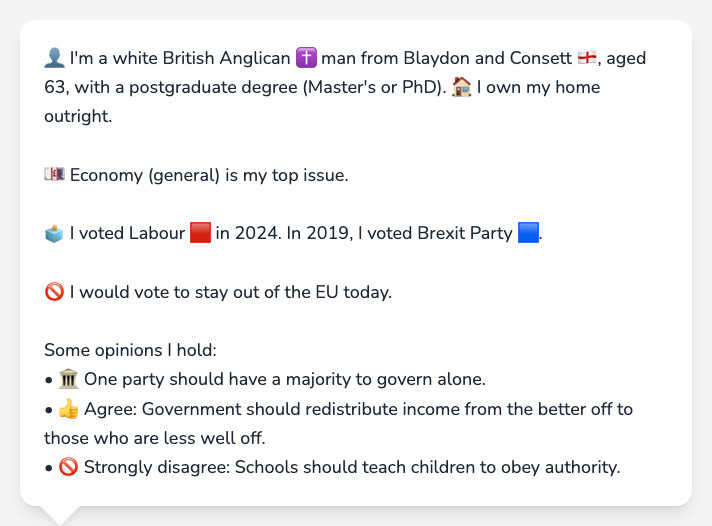 👤 I'm a white British Anglican ✝️ man from Blaydon and Consett 🏴󠁧󠁢󠁥󠁮󠁧󠁿, aged
63, with a postgraduate degree (Master's or PhD). 🏠 I own my home
outright.
💷 Economy (general) is my top issue.
🗳️ I voted Labour 🟥 in 2024. In 2019, I voted Brexit Party 🟦.
🚫 I would vote to stay out of the EU today.
Some opinions I hold:
• 🏛️ One party should have a majority to govern alone.
• 👍 Agree: Government should redistribute income from the better off to
those who are less well off.
• 🚫 Strongly disagree: Schools should teach children to obey authority.